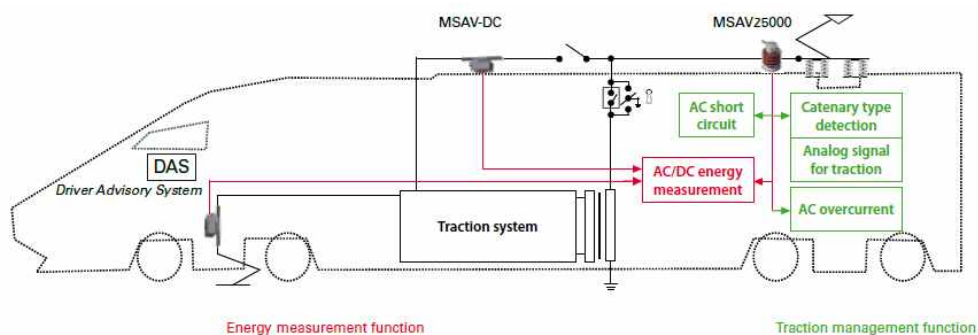 MSAV-DC
MSAV25000
AC short
circuit
Catenary type
detection
Analog signal
for traction
DAS
Driver Advisory System
AC/DC energy
measurement
AC overcurrent
Traction system
Energy measurement function
Traction management function